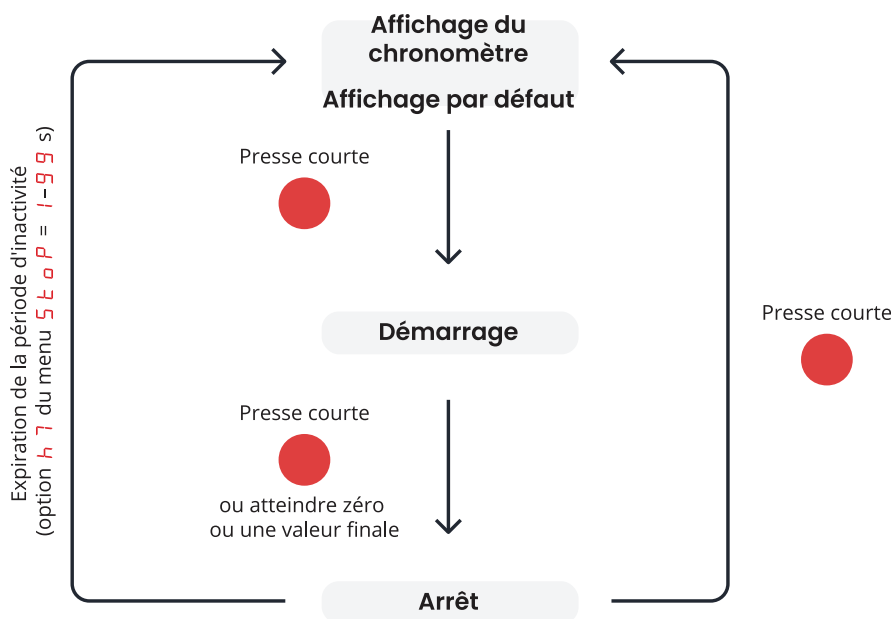 Affichage du
chronomètre
Affichage par défaut
Presse courte
Démarrage
Presse courte
ou atteindre zéro
ou une valeur finale
Arrêt
Presse courte
Expiration de la période d'inactivité
(option h7 du menu StoP = 1-99 s)